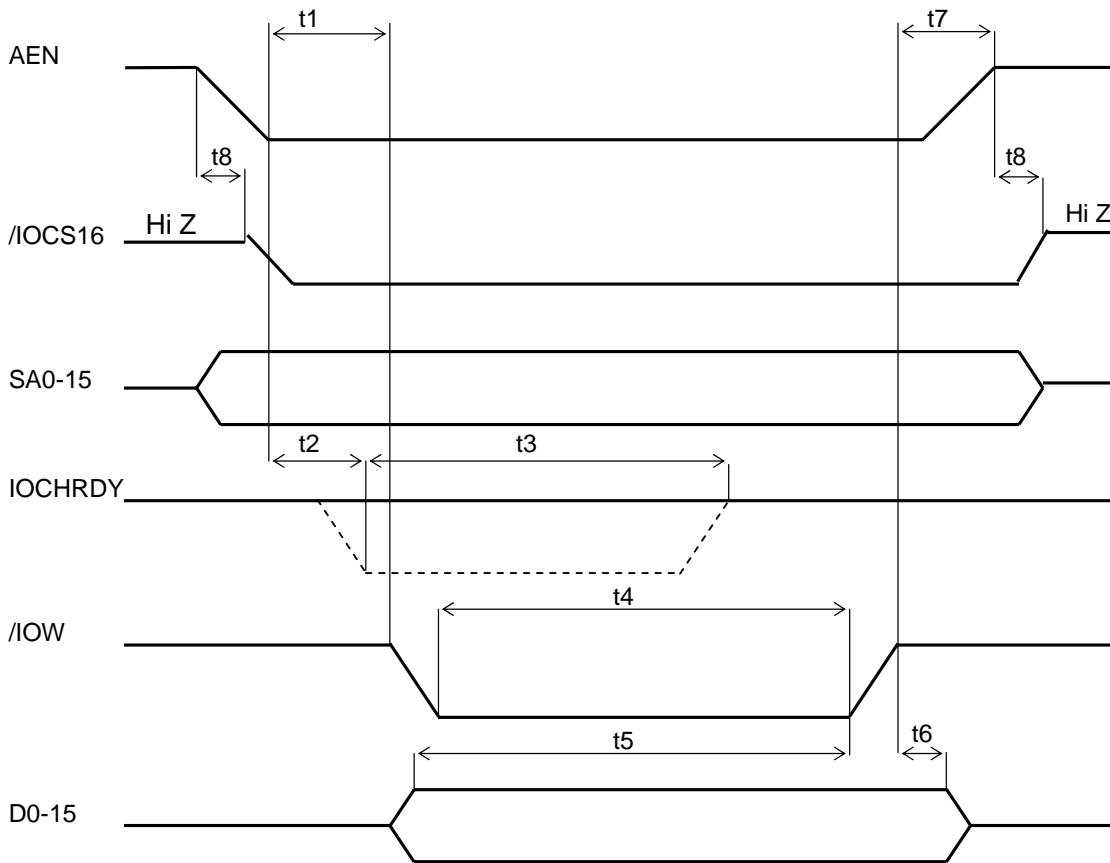 t1
t7
AEN
t8
t8
Hi Z
Hi Z
/IOCS16
SA0-15
t2
t3
IOCHRDY
t4
/IOW
t5
t6
D0-15